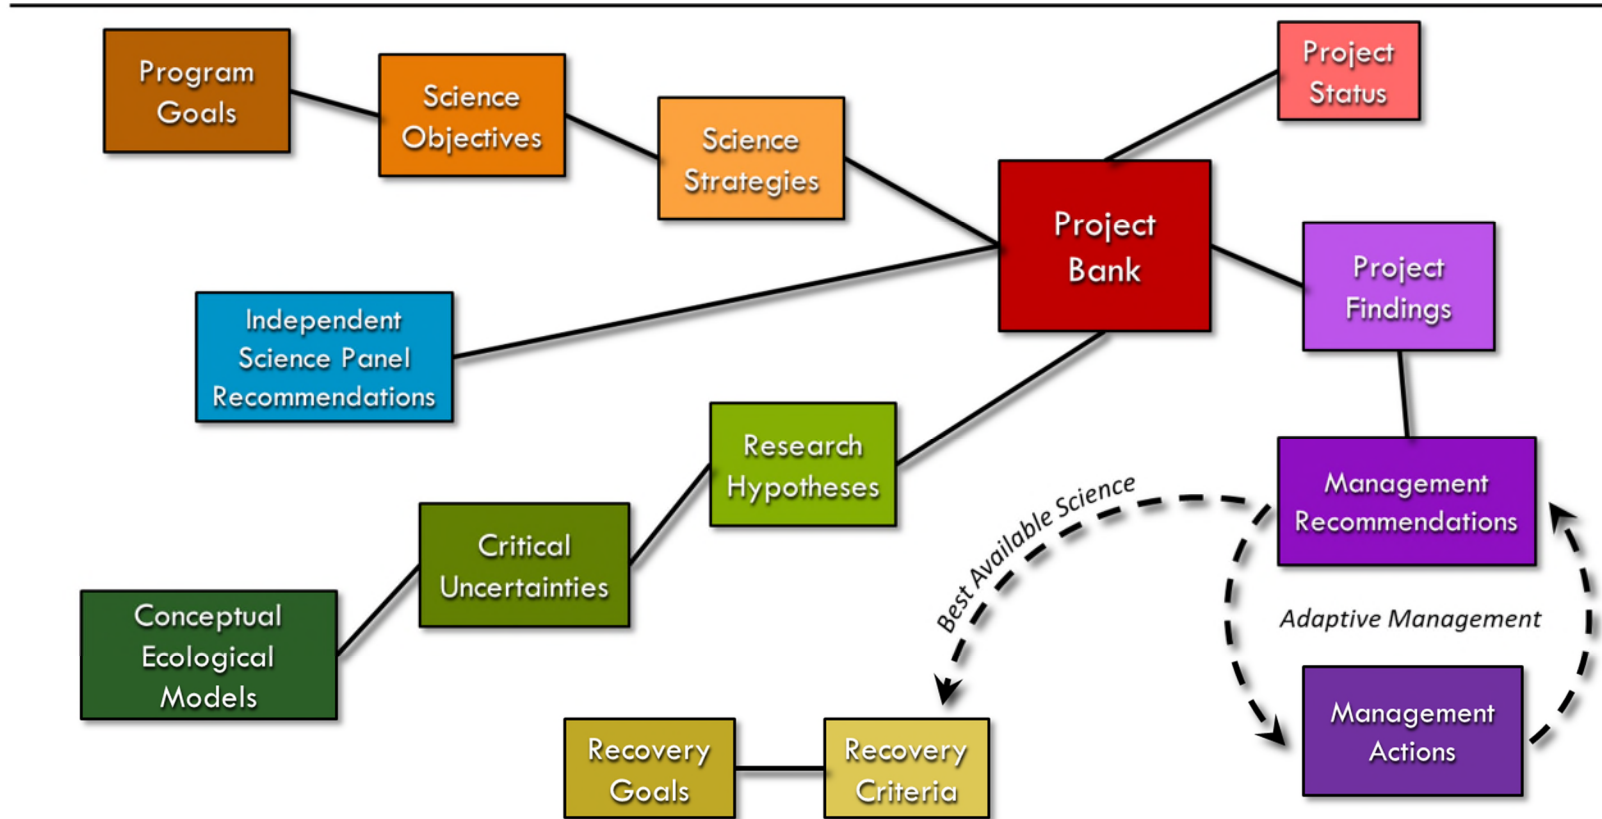 Program
Goals
Science
Objectives
Science
Strategies
Project
Status
Project
Bank
Project
Findings
Independent
Science Panel
Recommendations
Research
Hypotheses
Critical
Uncertainties
Conceptual
Ecological
Models
Best Available Science
Management
Recommendations
Adaptive Management
Management
Actions
Recovery
Goals
Recovery
Criteria